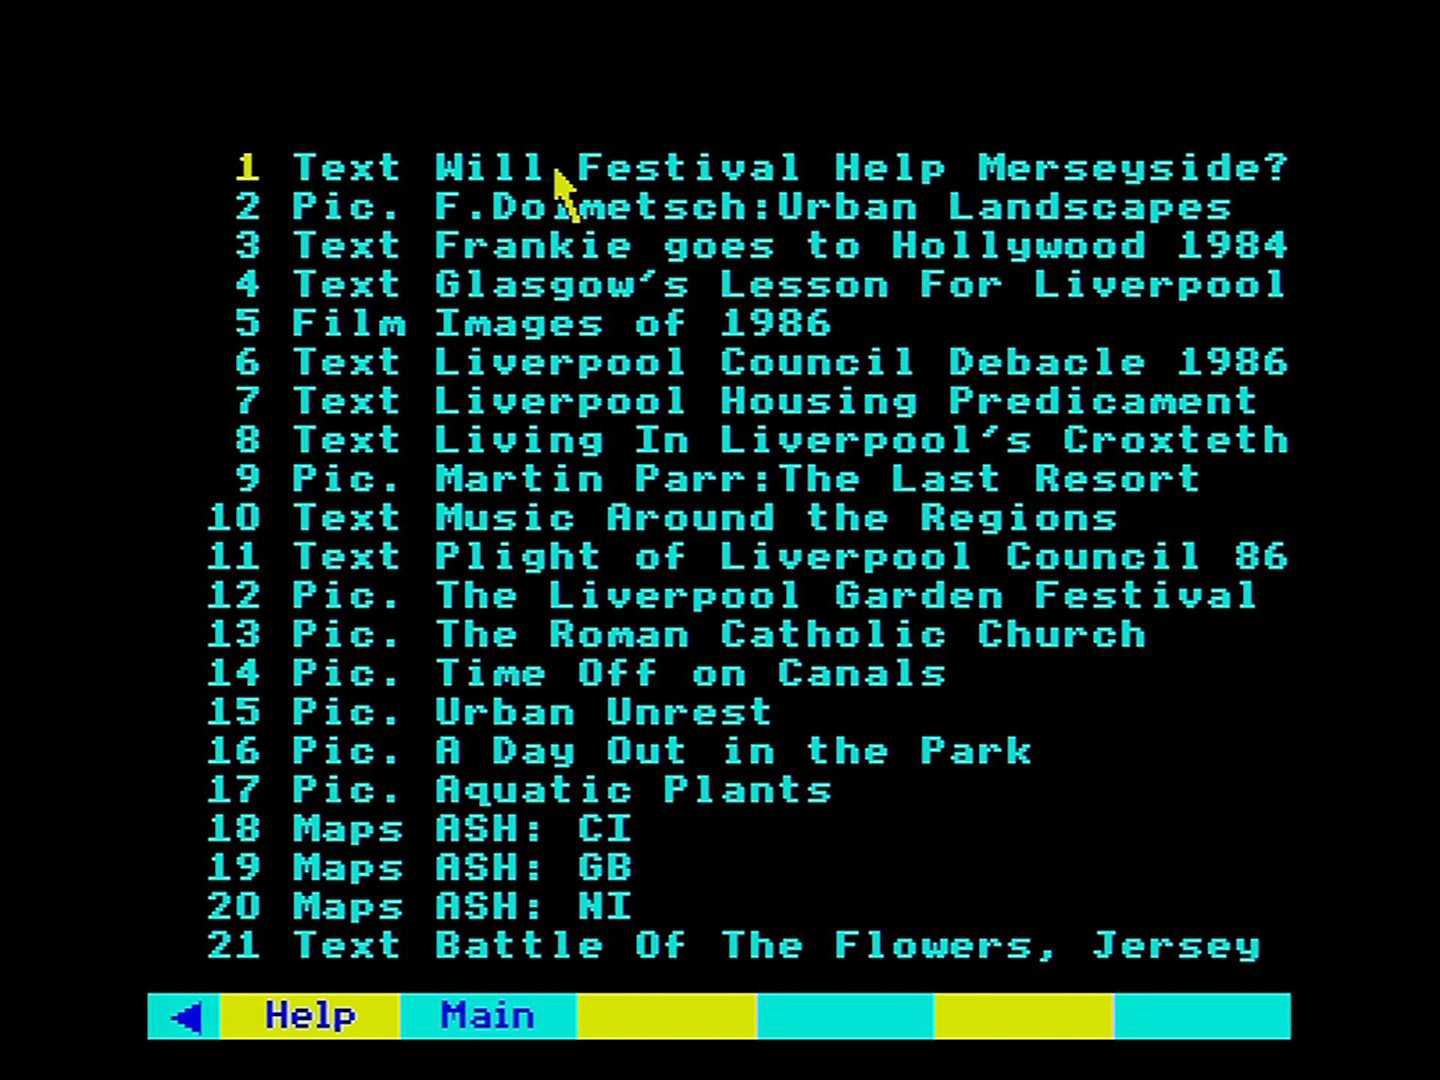 1 Text Will Festival Help Merseyside?
2 Pic. F.Dolmetsch:Urban Landscapes
3 Text Frankie goes to Hollywood 1984
4 Text Glasgow's Lesson For Liverpool
5 Film Images of 1986
6 Text Liverpool Council Debacle 1986
7 Text Liverpool Housing Predicament
8 Text Living In Liverpool's Croxteth
9 Pic. Martin Parr:The Last Resort
10 Text Music Around the Regions
11 Text Plight of Liverpool Council 86
12 Pic. The Liverpool Garden Festival
13 Pic. The Roman Catholic Church
14 Pic. Time Off on Canals
15 Pic. Urban Unrest
16 Pic. A Day Out in the Park
17 Pic. Aquatic Plants
18 Maps ASH: CI
19 Maps ASH: GB
20 Maps ASH: NI
21 Text Battle Of The Flowers, Jersey
Help Main